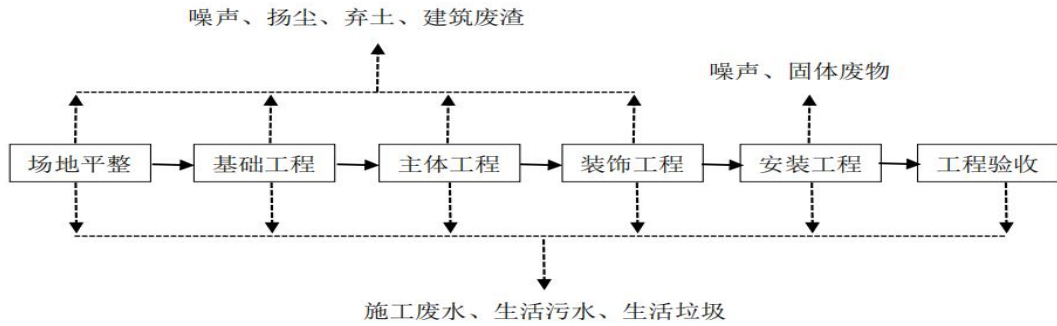 噪声、扬尘、弃土、建筑废渣
噪声、固体废物
场地平整 基础工程 主体工程 装饰工程 安装工程 工程验收
施工废水、生活污水、生活垃圾